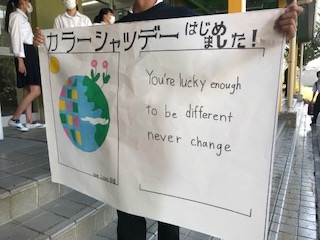 カラーシャツデーはじめ
ました!
You're lucky enough
to be different
never change